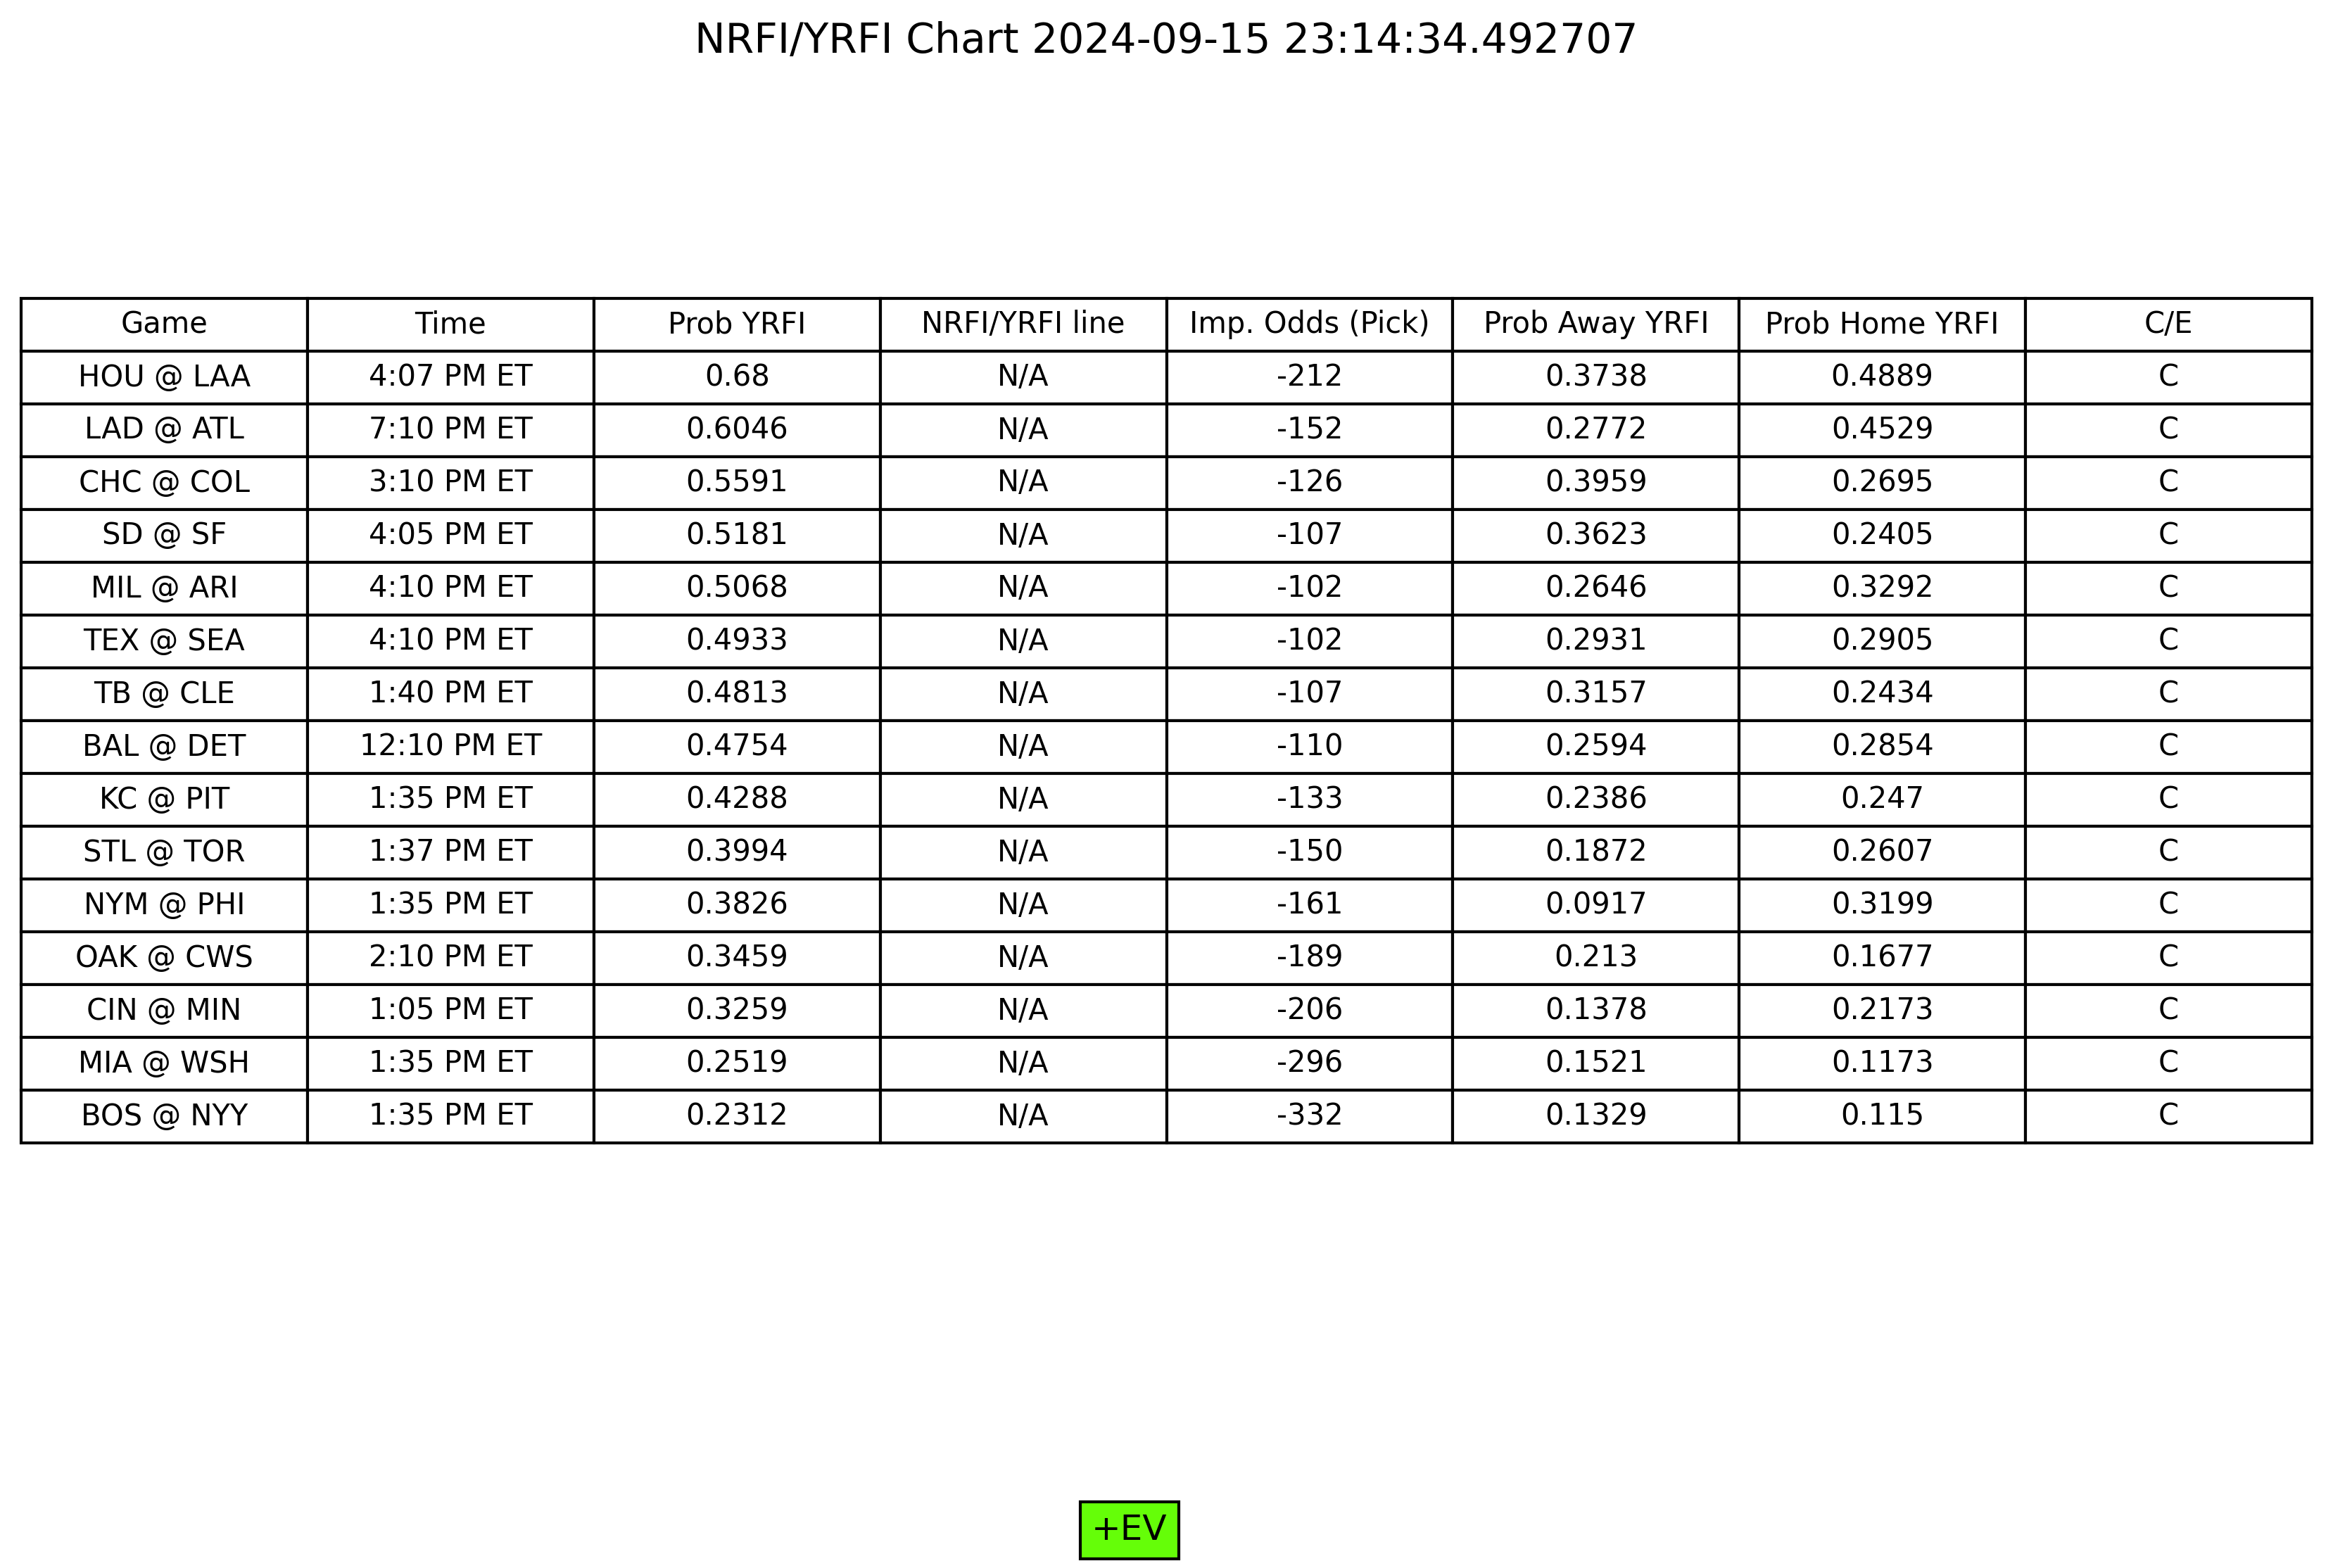 NRFI/YRFI Chart 2024-09-15 23:14:34.492707
Game Time Prob YRFI NRFI/YRFI line Imp. Odds (Pick) Prob Away YRFI Prob Home YRFI C/E
HOU @ LAA 4:07 PM ET 0.68 N/A -212 0.3738 0.4889 C
LAD @ ATL 7:10 PM ET 0.6046 N/A -152 0.2772 0.4529 C
CHC @ COL 3:10 PM ET 0.5591 N/A -126 0.3959 0.2695 C
SD @ SF 4:05 PM ET 0.5181 N/A -107 0.3623 0.2405 C
MIL @ ARI 4:10 PM ET 0.5068 N/A -102 0.2646 0.3292 C
TEX @ SEA 4:10 PM ET 0.4933 N/A -102 0.2931 0.2905 C
TB @ CLE 1:40 PM ET 0.4813 N/A -107 0.3157 0.2434 C
BAL @ DET 12:10 PM ET 0.4754 N/A -110 0.2594 0.2854 C
KC @ PIT 1:35 PM ET 0.4288 N/A -133 0.2386 0.247 C
STL @ TOR 1:37 PM ET 0.3994 N/A -150 0.1872 0.2607 C
NYM @ PHI 1:35 PM ET 0.3826 N/A -161 0.0917 0.3199 C
OAK @ CWS 2:10 PM ET 0.3459 N/A -189 0.213 0.1677 C
CIN @ MIN 1:05 PM ET 0.3259 N/A -206 0.1378 0.2173 C
MIA @ WSH 1:35 PM ET 0.2519 N/A -296 0.1521 0.1173 C
BOS @ NYY 1:35 PM ET 0.2312 N/A -332 0.1329 0.115 C
+EV